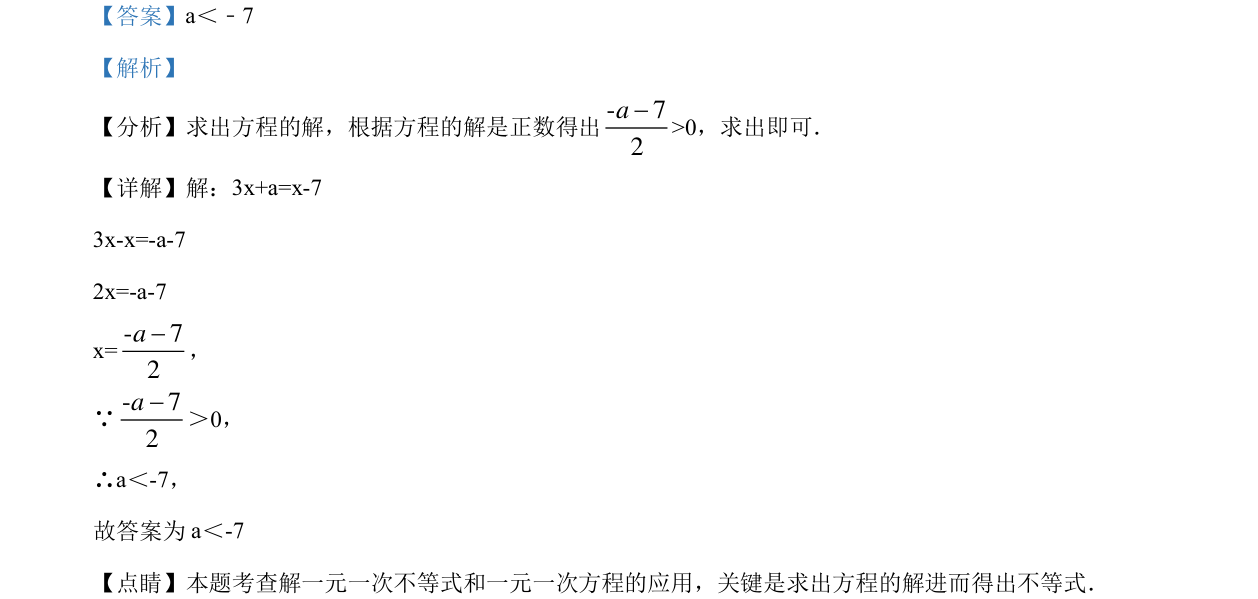 【答案】a＜﹣7
【解析】
【分析】求出方程的解，根据方程的解是正数得出\frac{-a-7}{2}>0，求出即可．
【详解】解：3x+a=x-7
3x-x=-a-7
2x=-a-7
x=\frac{-a-7}{2}，
∵\frac{-a-7}{2}＞0，
∴a＜-7，
故答案为 a＜-7
【点睛】本题考查解一元一次不等式和一元一次方程的应用，关键是求出方程的解进而得出不等式．